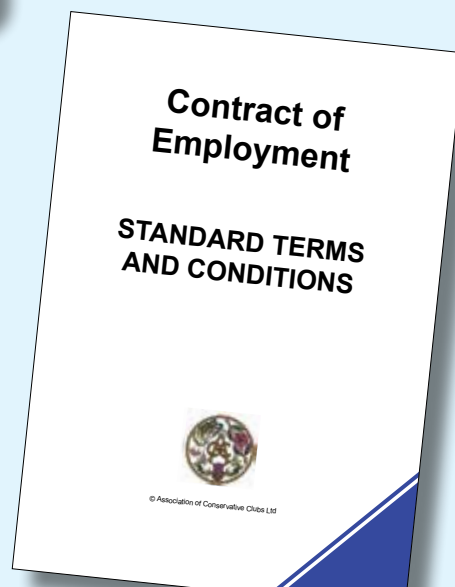 Contract of
Employment
STANDARD TERMS
AND CONDITIONS
© Association of Conservative Clubs Ltd